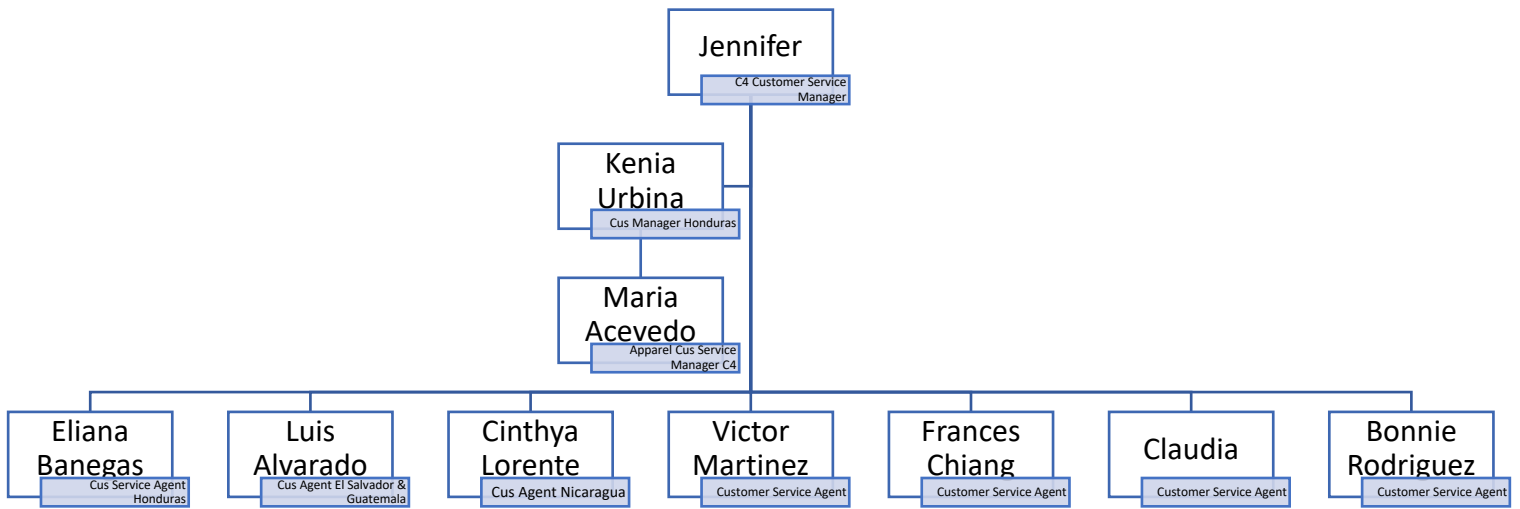 Jennifer
C4 Customer Service
Manager
Kenia
Urbina
Cus Manager Honduras
Maria
Acevedo
Apparel Cus Service
Manager C4
Eliana
Banegas
Cus Service Agent
Honduras
Luis
Alvarado
Cus Agent El Salvador &
Guatemala
Cinthya
Lorente
Cus Agent Nicaragua
Victor
Martinez
Customer Service Agent
Frances
Chiang
Customer Service Agent
Claudia
Customer Service Agent
Bonnie
Rodriguez
Customer Service Agent